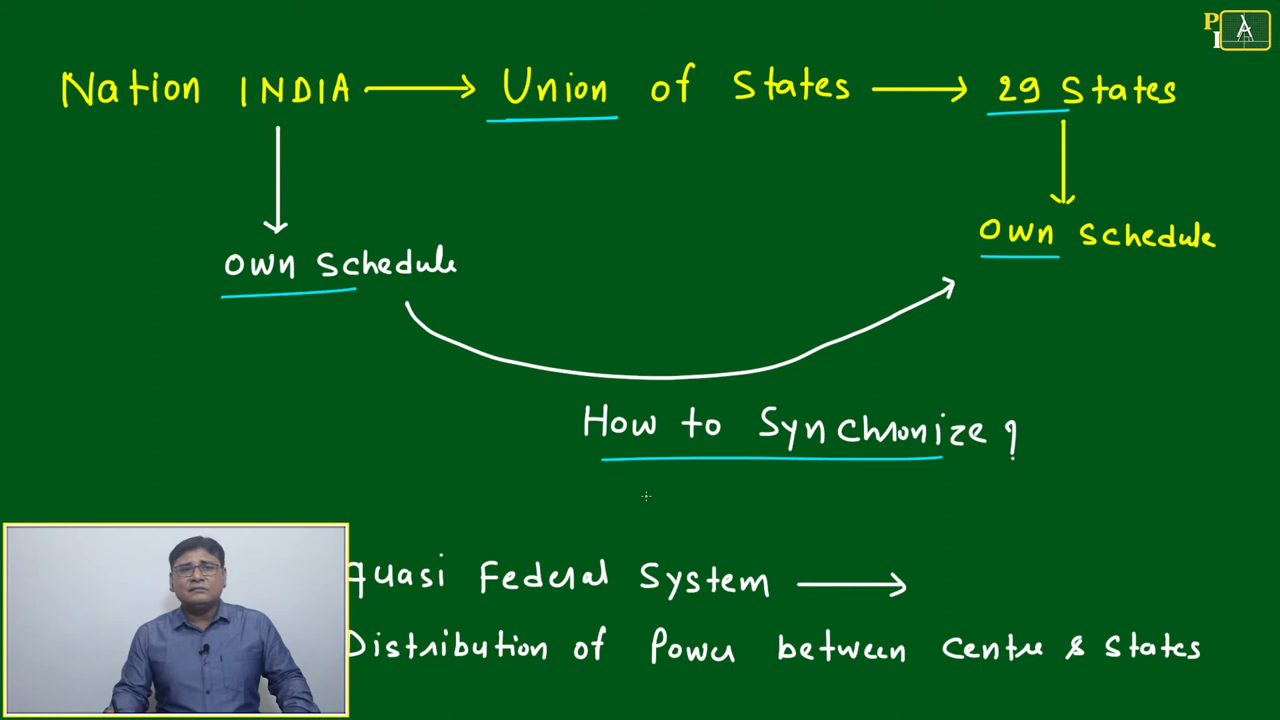 P
I
Nation INDIA → Union of States → 29 States
Own Schedule
Own Schedule
How to Synchronize ?
quasi Federal System →
Distribution of Power between Centre & States